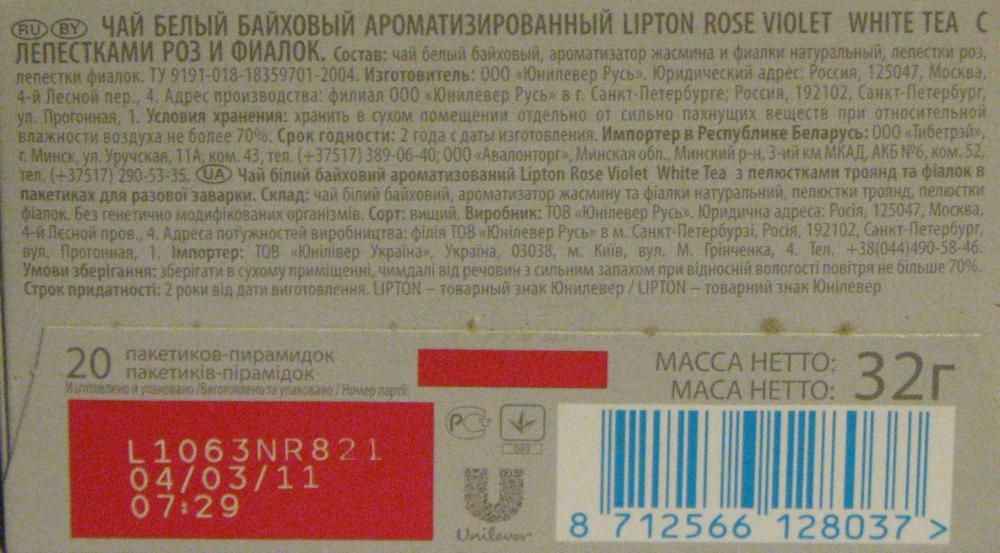 RU BY ЧАЙ БЕЛЫЙ БАЙХОВЫЙ АРОМАТИЗИРОВАННЫЙ LIPTON ROSE VIOLET WHITE TEA С
ЛЕПЕСТКАМИ РОЗ И ФИАЛОК. Состав: чай белый байховый, ароматизатор жасмина и фиалки натуральный, лепестки роз,
лепестки фиалок. ТУ 9191-018-18359701-2004. Изготовитель: ООО «Юнилевер Русь». Юридический адрес: Россия, 125047, Москва,
4-й Лесной пер., 4. Адрес производства: филиал ООО «Юнилевер Русь» в г. Санкт-Петербурге; Россия, 192102, Санкт-Петербург,
ул. Прогонная, 1. Условия хранения: хранить в сухом помещении отдельно от сильно пахнущих веществ при относительной
влажности воздуха не более 70%. Срок годности: 2 года с даты изготовления. Импортер в Республике Беларусь: ООО «Тибетрэй»,
г. Минск, ул. Уручская, 11А; ком. 43, тел. (+37517) 389-06-40; ООО «Авалонторг», Минская обл., Минский р-н, 3-ий км МКАД, АКБ №6, ком. 52,
тел. (+37517) 290-53-35. UA Чай білий байховий ароматизований Lipton Rose Violet White Tea з пелюстками троянд та фіалок в
пакетиках для разової заварки. Склад: чай білий байховий, ароматизатор жасмину та фіалки натуральний, пелюстки троянд, пелюстки
фіалок. Без генетично модифікованих організмів. Сорт: вищий. Виробник: ТОВ «Юнілевер Русь». Юридична адреса: Росія, 125047, Москва,
4-й Лєсной пров., 4. Адреса потужностей виробництва: філія ТОВ «Юнілевер Русь» в м. Санкт-Петербурзі, Росія, 192102, Санкт-Петербург,
вул. Прогонная, 1. Імпортер: ТОВ «Юнілівер Україна», Україна, 03038, м. Київ, вул. М. Грінченка, 4. Тел. +38(044)490-58-46.
Умови зберігання: зберігати в сухому приміщенні, чимдалі від речовин з сильним запахом при відносній вологості повітря не більше 70%.
Строк придатності: 2 роки від дати виготовлення. LIPTON – товарный знак Юнилевер / LIPTON – товарний знак Юнілевер
20 пакетиков-пирамидок
пакетиків-пірамідок
Изготовлено и упаковано /Виготовлено та упаковано / Номер партії:
МАССА НЕТТО:
МАСА НЕТТО:
32г
L1063NR821
04/03/11
07:29
РСТ
Unilever
8 712566 128037 >